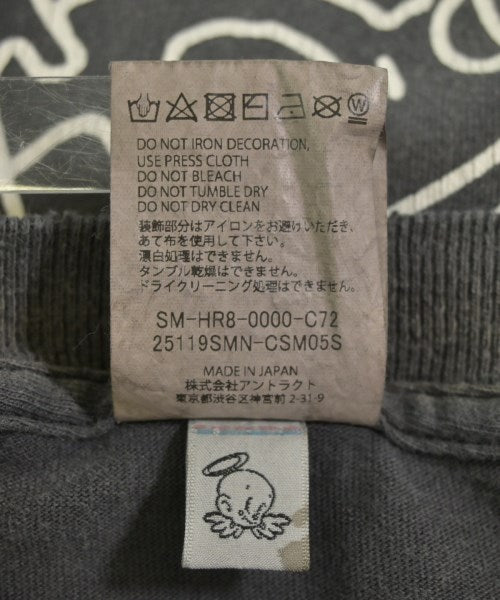 DO NOT IRON DECORATION,
USE PRESS CLOTH
DO NOT BLEACH
DO NOT TUMBLE DRY
DO NOT DRY CLEAN
装飾部分はアイロンをお避けいただき、
あて布を使用して下さい。
漂白処理はできません。
タンブル乾燥はできません。
ドライクリーニング処理はできません。
SM-HR8-0000-C72
25119SMN-CSM05S
MADE IN JAPAN
株式会社アントラクト
東京都渋谷区神宮前 2-31-9